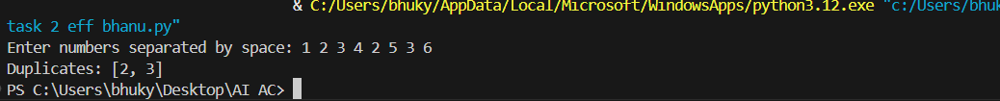 & C:/Users/bhuky/AppData/Local/Microsoft/WindowsApps/python3.12.exe "c:/Users/bhuk
task 2 eff bhanu.py"
Enter numbers separated by space: 1 2 3 4 2 5 3 6
Duplicates: [2, 3]
PS C:\Users\bhuky\Desktop\AI AC>